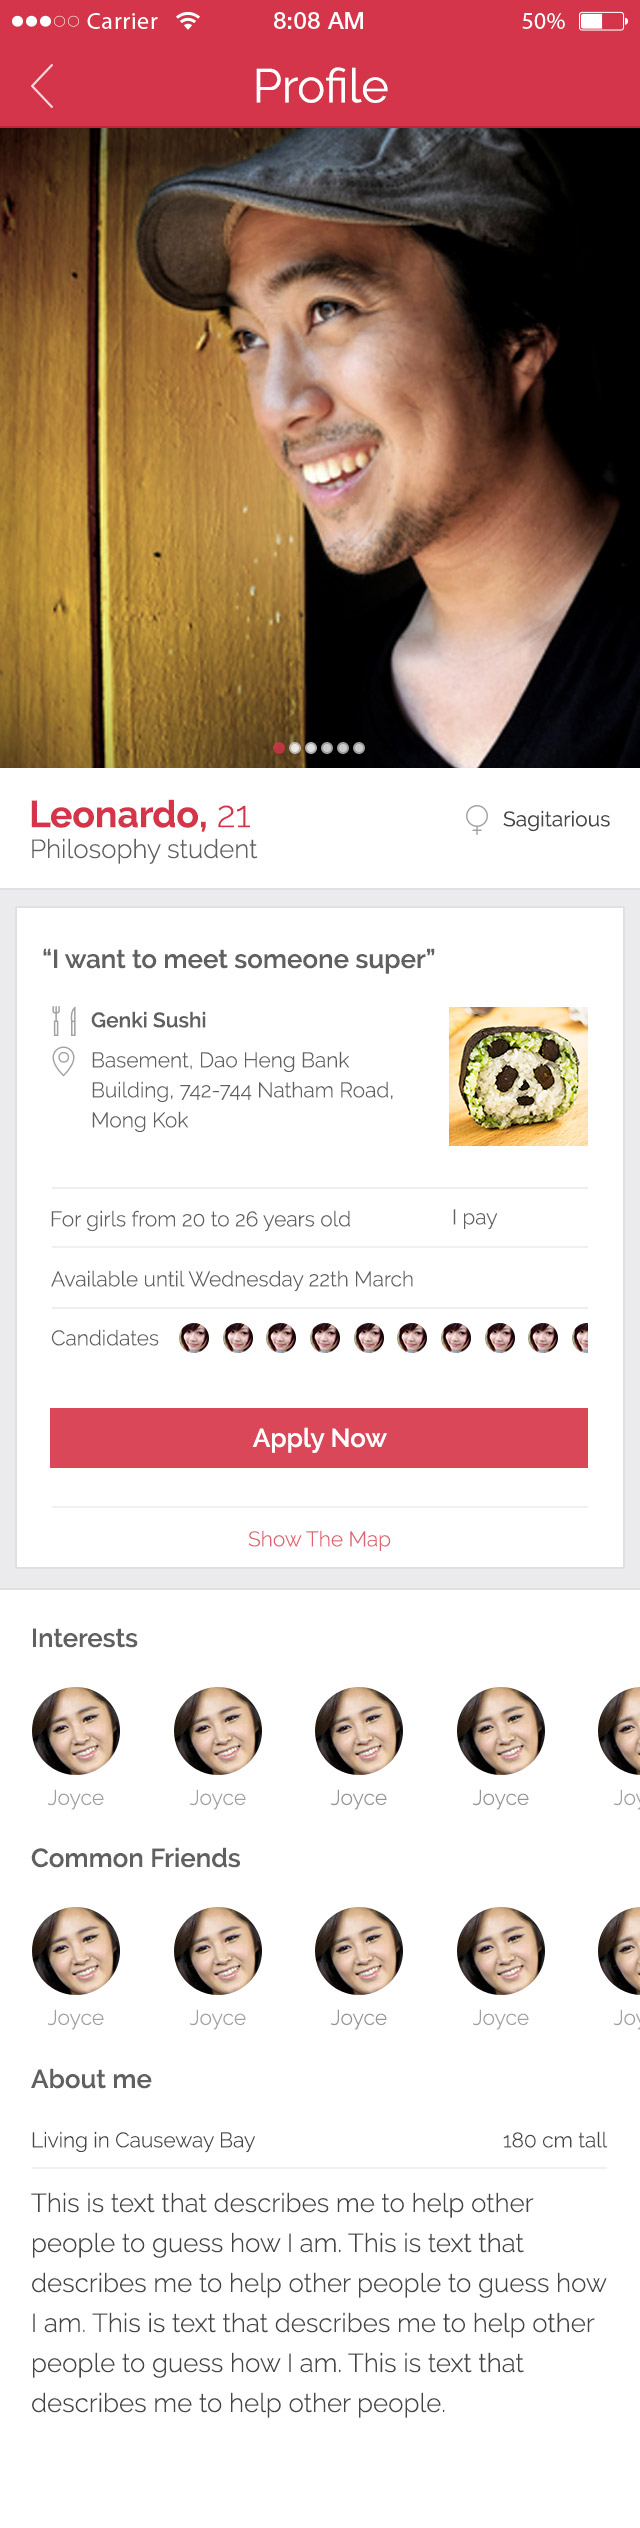 Carrier 8:08 AM 50%
Profile
Leonardo, 21
Sagitarious
Philosophy student
“I want to meet someone super”
Genki Sushi
Basement, Dao Heng Bank
Building, 742-744 Natham Road,
Mong Kok
For girls from 20 to 26 years old I pay
Available until Wednesday 22th March
Candidates
Apply Now
Show The Map
Interests
Joyce Joyce Joyce Joyce Joy
Common Friends
Joyce Joyce Joyce Joyce Joy
About me
Living in Causeway Bay 180 cm tall
This is text that describes me to help other
people to guess how I am. This is text that
describes me to help other people to guess how
I am. This is text that describes me to help other
people to guess how I am. This is text that
describes me to help other people.